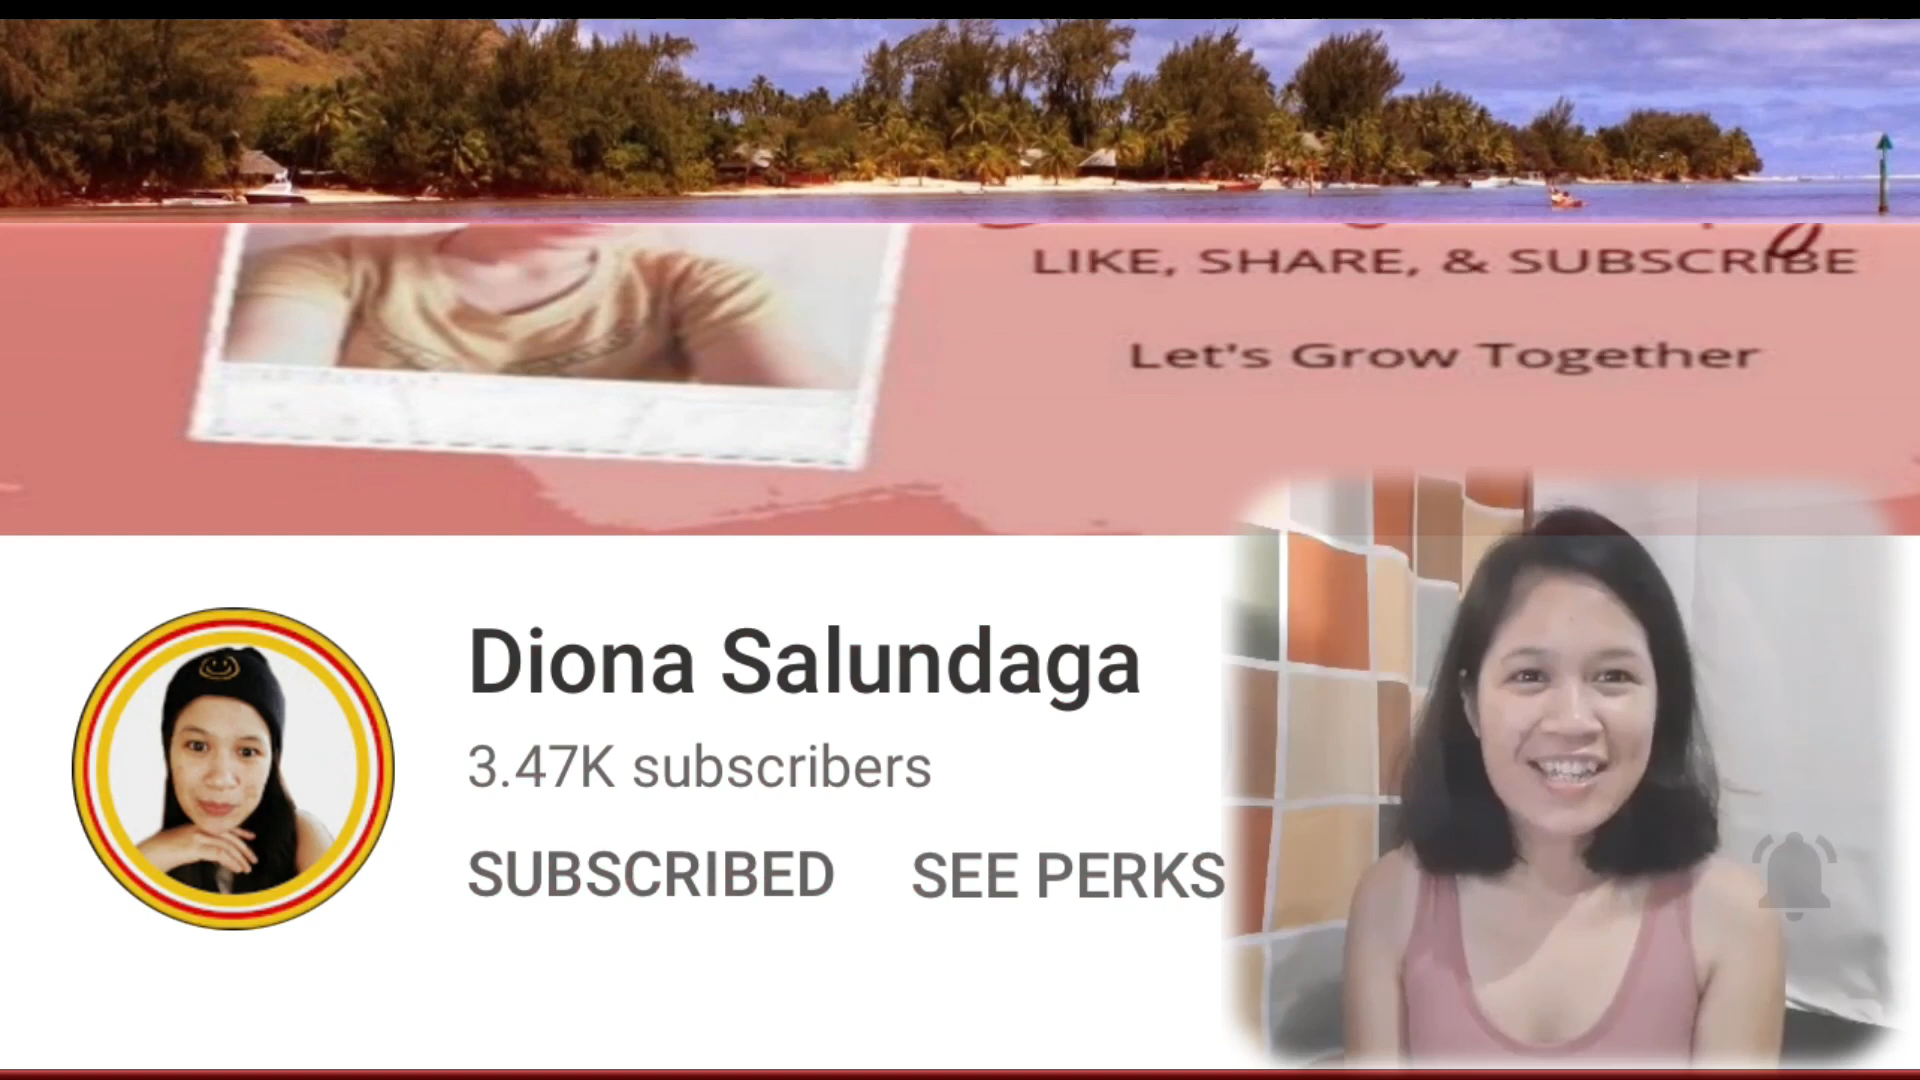 LIKE, SHARE, & SUBSCRIBE
Let's Grow Together
Diona Salundaga
3.47K subscribers
SUBSCRIBED SEE PERKS